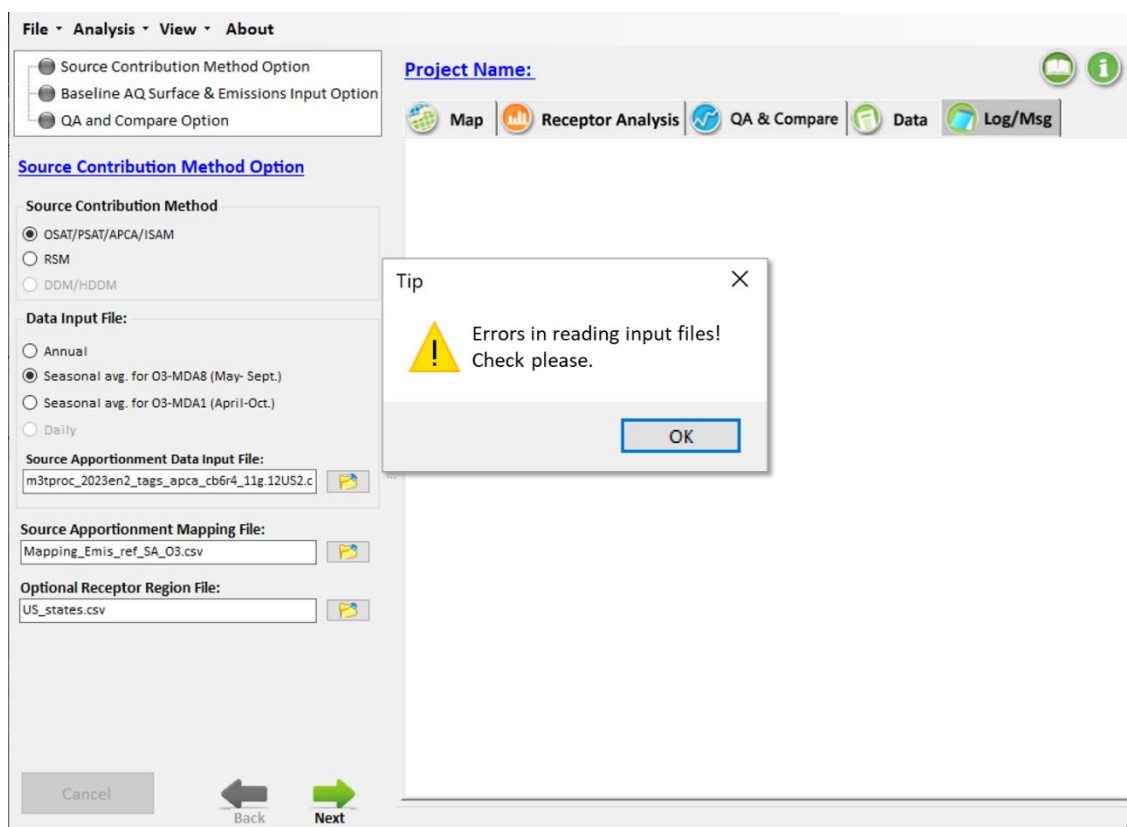 File Analysis View About
Source Contribution Method Option
Baseline AQ Surface & Emissions Input Option
QA and Compare Option
Project Name:
Map Receptor Analysis QA & Compare Data Log/Msg
Source Contribution Method Option
Source Contribution Method
OSAT/PSAT/APCA/ISAM
RSM
DDM/HDDM
Data Input File:
Annual
Seasonal avg. for O3-MDA8 (May- Sept.)
Seasonal avg. for O3-MDA1 (April-Oct.)
Daily
Source Apportionment Data Input File:
m3tproc_2023en2_tags_apca_cb6r4_11g.12US2.c
Source Apportionment Mapping File:
Mapping_Emis_ref_SA_O3.csv
Optional Receptor Region File:
US_states.csv
Tip
Errors in reading input files!
Check please.
OK
Cancel
Back Next